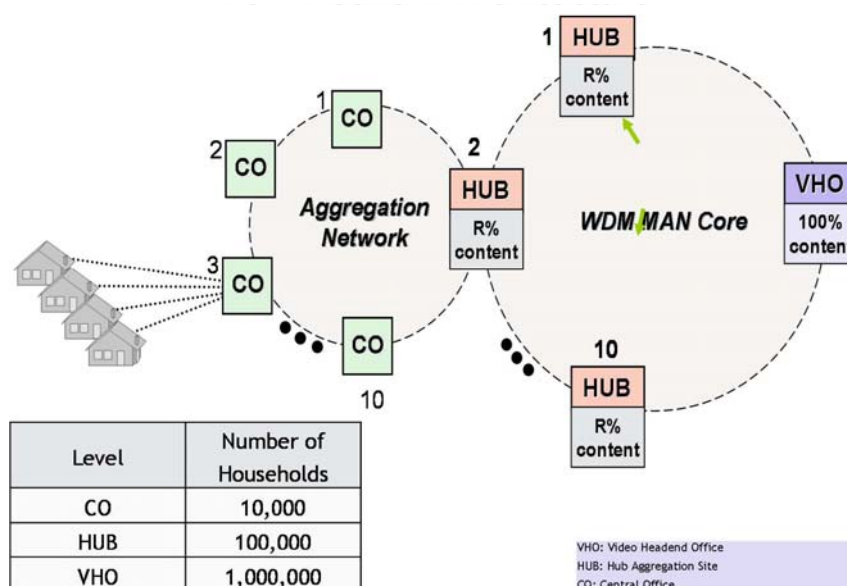 1
HUB
R%
content
1
CO
2
CO
3
CO
CO
10
Aggregation
Network
2
HUB
R%
content
WDM MAN Core
VHO
100%
content
10
HUB
R%
content
Level
Number of
Households
CO
10,000
HUB
100,000
VHO
1,000,000
VHO: Video Headend Office
HUB: Hub Aggregation Site
CO: Central Office